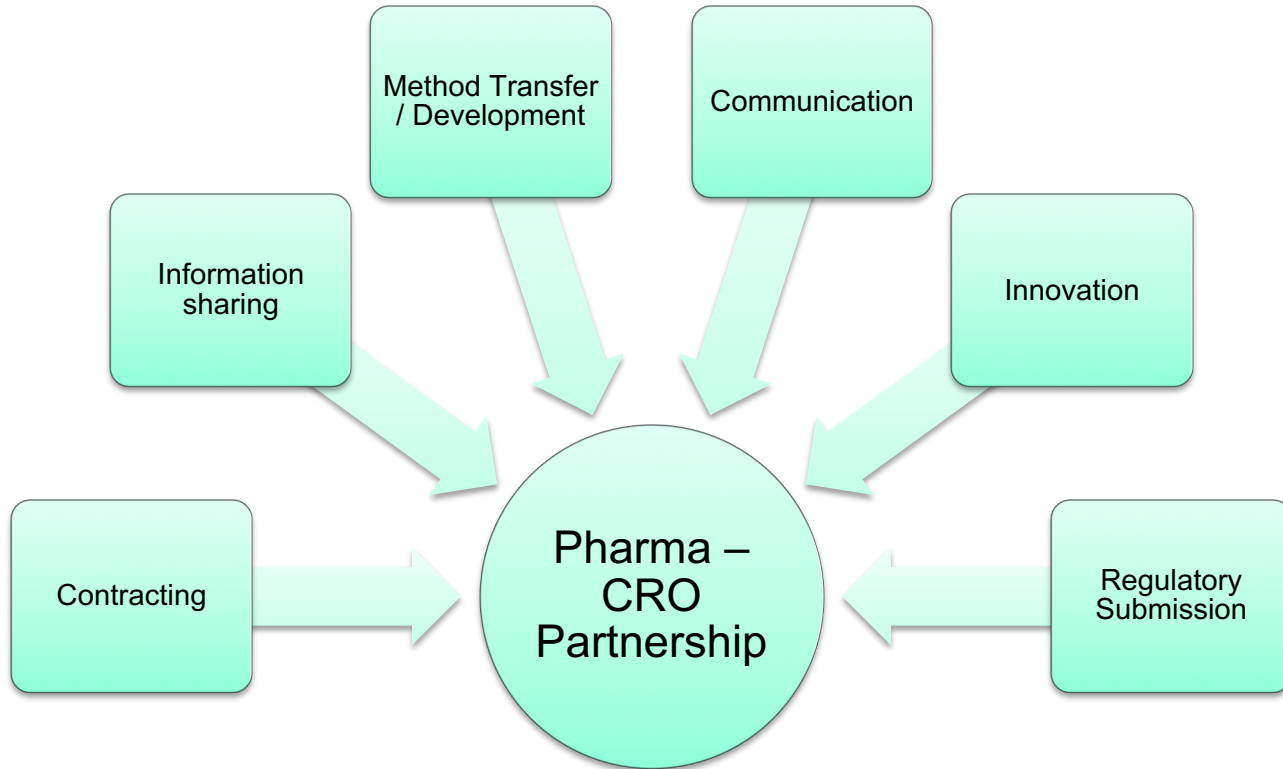 Method Transfer
/ Development
Communication
Information
sharing
Innovation
Contracting
Pharma –
CRO
Partnership
Regulatory
Submission